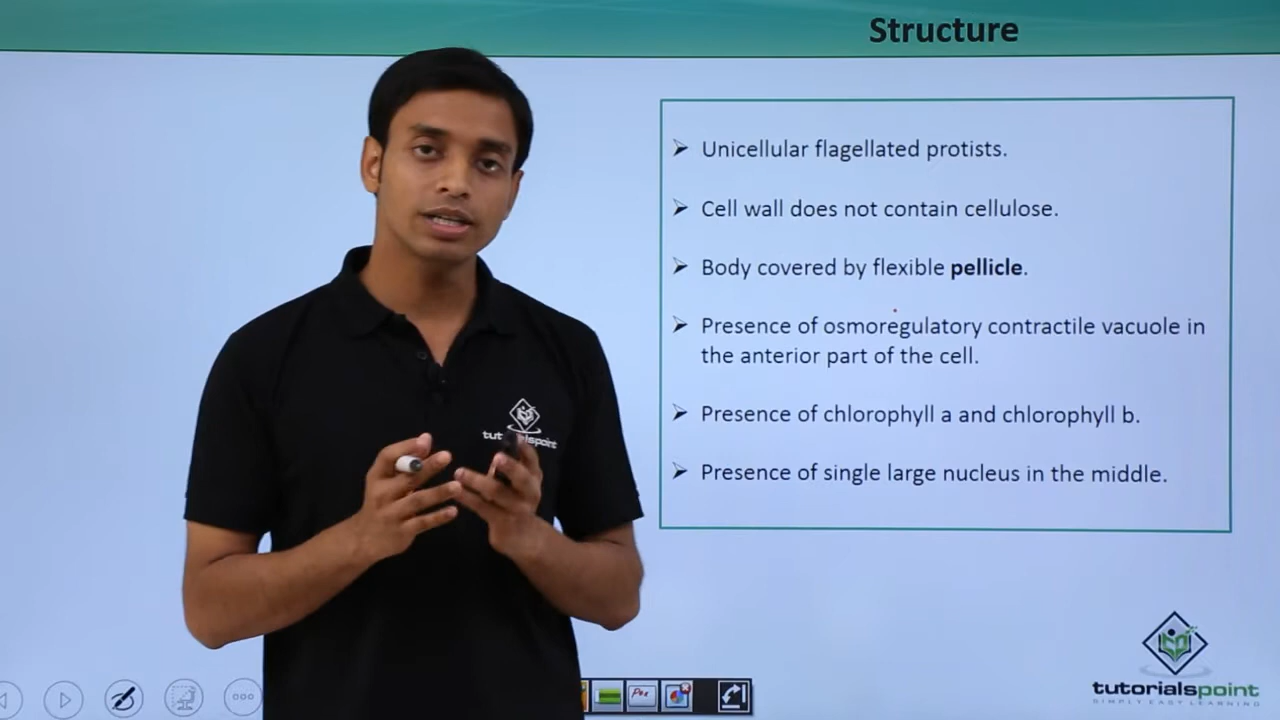 Structure
➤ Unicellular flagellated protists.
➤ Cell wall does not contain cellulose.
➤ Body covered by flexible pellicle.
➤ Presence of osmoregulatory contractile vacuole in
the anterior part of the cell.
➤ Presence of chlorophyll a and chlorophyll b.
➤ Presence of single large nucleus in the middle.
tutorialspoint
Pen
tutorialspoint
SIMPLY EASY LEARNING